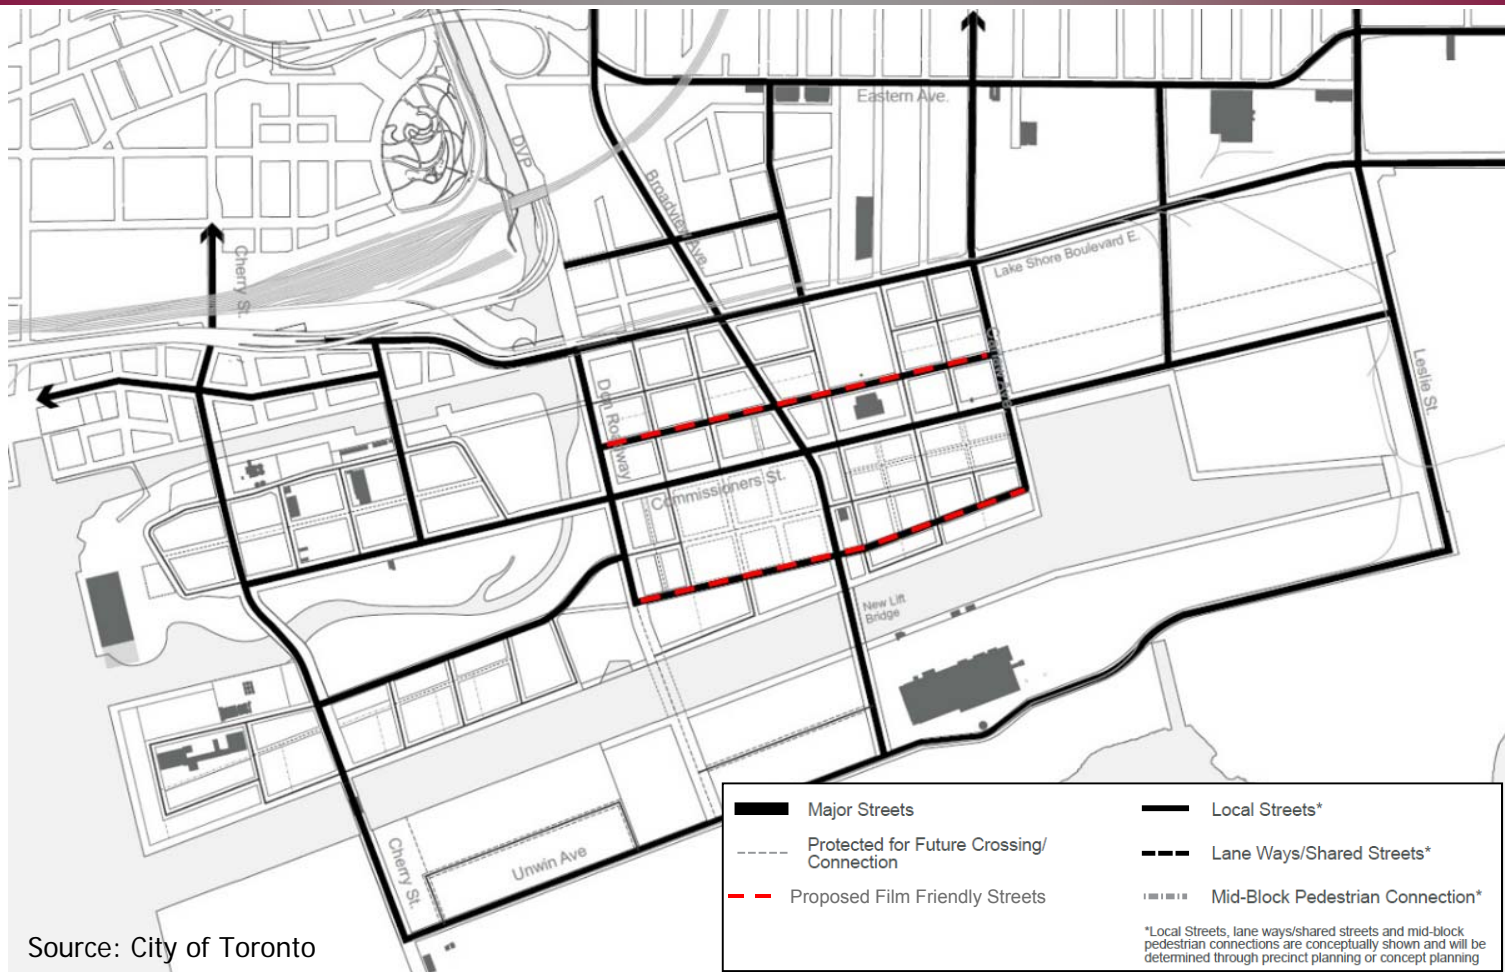 Eastern Ave.
DVP
Broadview Ave.
Cherry St.
Lake Shore Boulevard E.
Carlaw Ave.
Leslie St.
Don Roadway
Commissioners St.
New Lift
Bridge
Cherry St.
Unwin Ave
Major Streets
Protected for Future Crossing/
Connection
Proposed Film Friendly Streets
Local Streets*
Lane Ways/Shared Streets*
Mid-Block Pedestrian Connection*
*Local Streets, lane ways/shared streets and mid-block
pedestrian connections are conceptually shown and will be
determined through precinct planning or concept planning
Source: City of Toronto